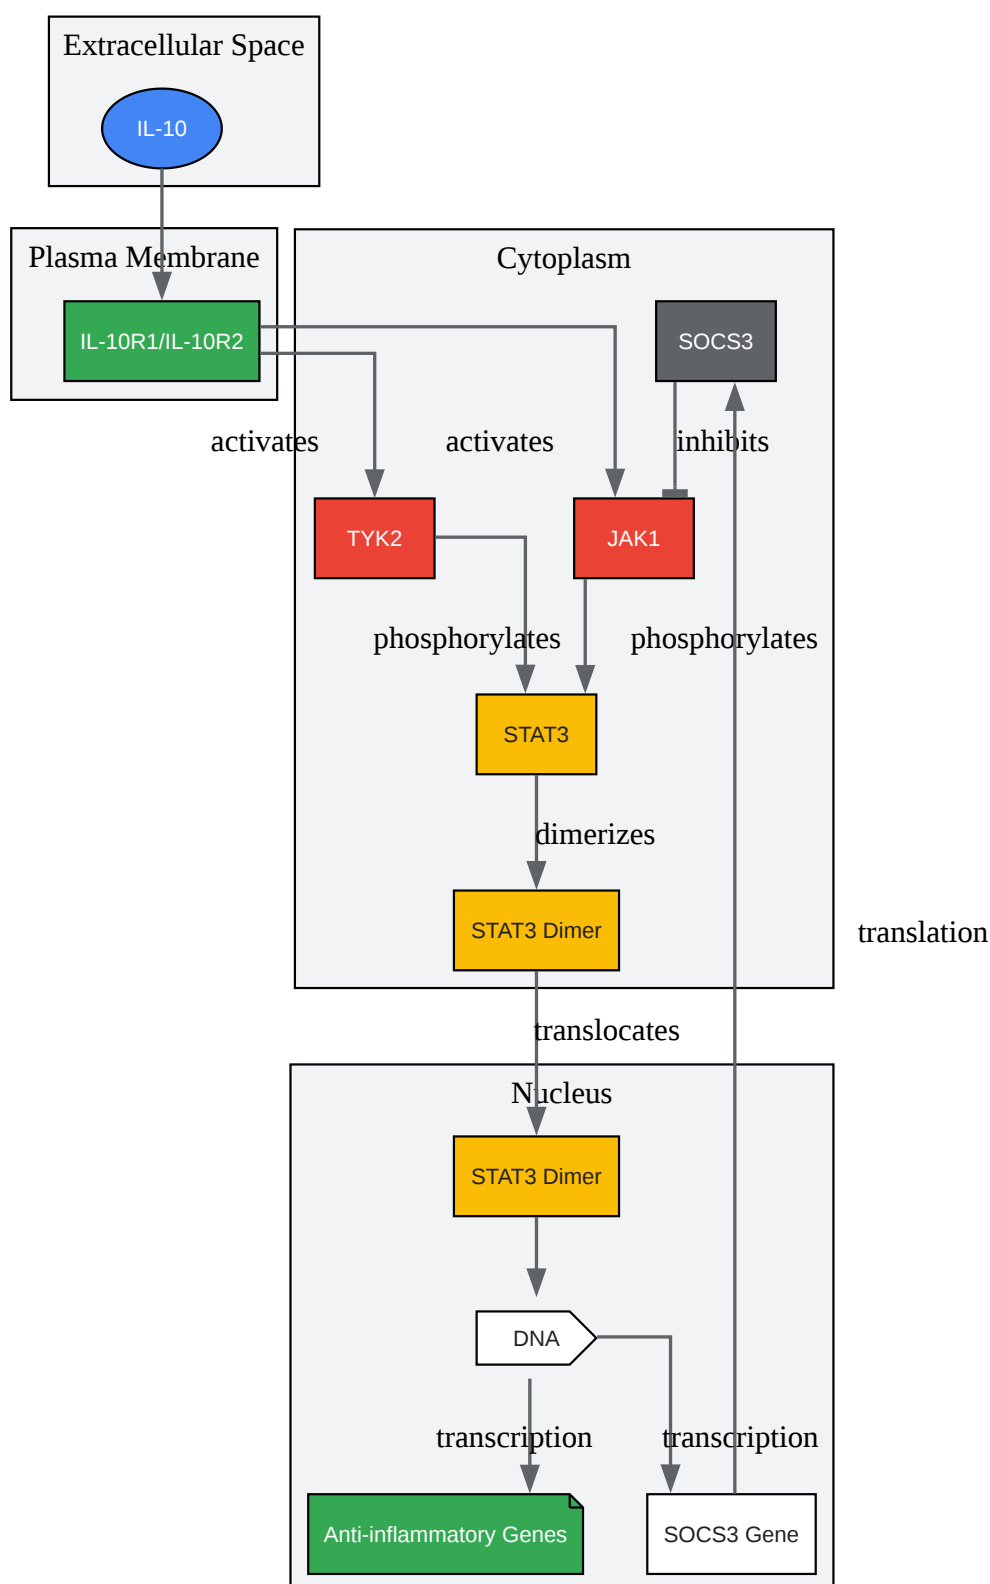 Extracellular Space
IL-10
Plasma Membrane
Cytoplasm
IL-10R1/IL-10R2
SOCS3
activates
activates
inhibits
TYK2
JAK1
phosphorylates
phosphorylates
STAT3
dimerizes
STAT3 Dimer
translation
translocates
Nucleus
STAT3 Dimer
DNA
transcription
transcription
Anti-inflammatory Genes
SOCS3 Gene